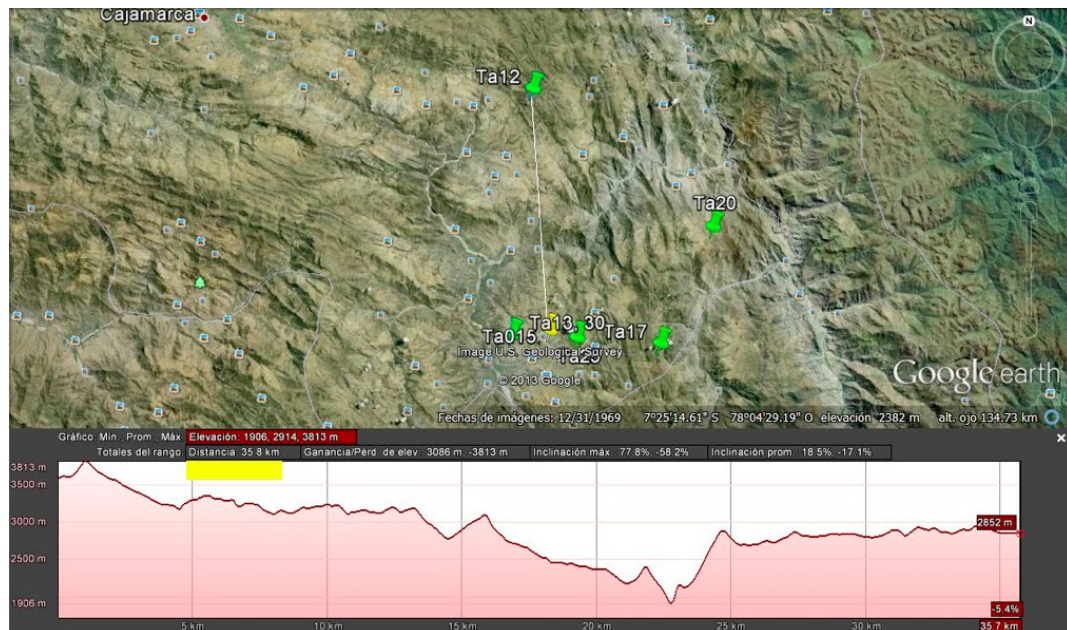 Cajamarca
N
Ta12
Ta20
Ta015
Ta13, 30
Ta17
Image U.S. Geological Survey
© 2013 Google
Google earth
Fechas de imágenes: 12/31/1969 7°25'14.61" S 78°04'29.19" O elevación 2382 m alt. ojo 134.73 km
Gráfico Mín , Prom , Máx Elevación: 1906, 2914, 3813 m
Totales del rango Distancia: 35.8 km Ganancia/Pérd. de elev. 3086 m. -3813 m Inclinación máx. 77.8%, -58.2% Inclinación prom. 18.5%, -17.1%
3813 m
3500 m
3000 m
2852 m
2500 m
1906 m
-5.4%
5 km 10 km 15 km 20 km 25 km 30 km 35.7 km